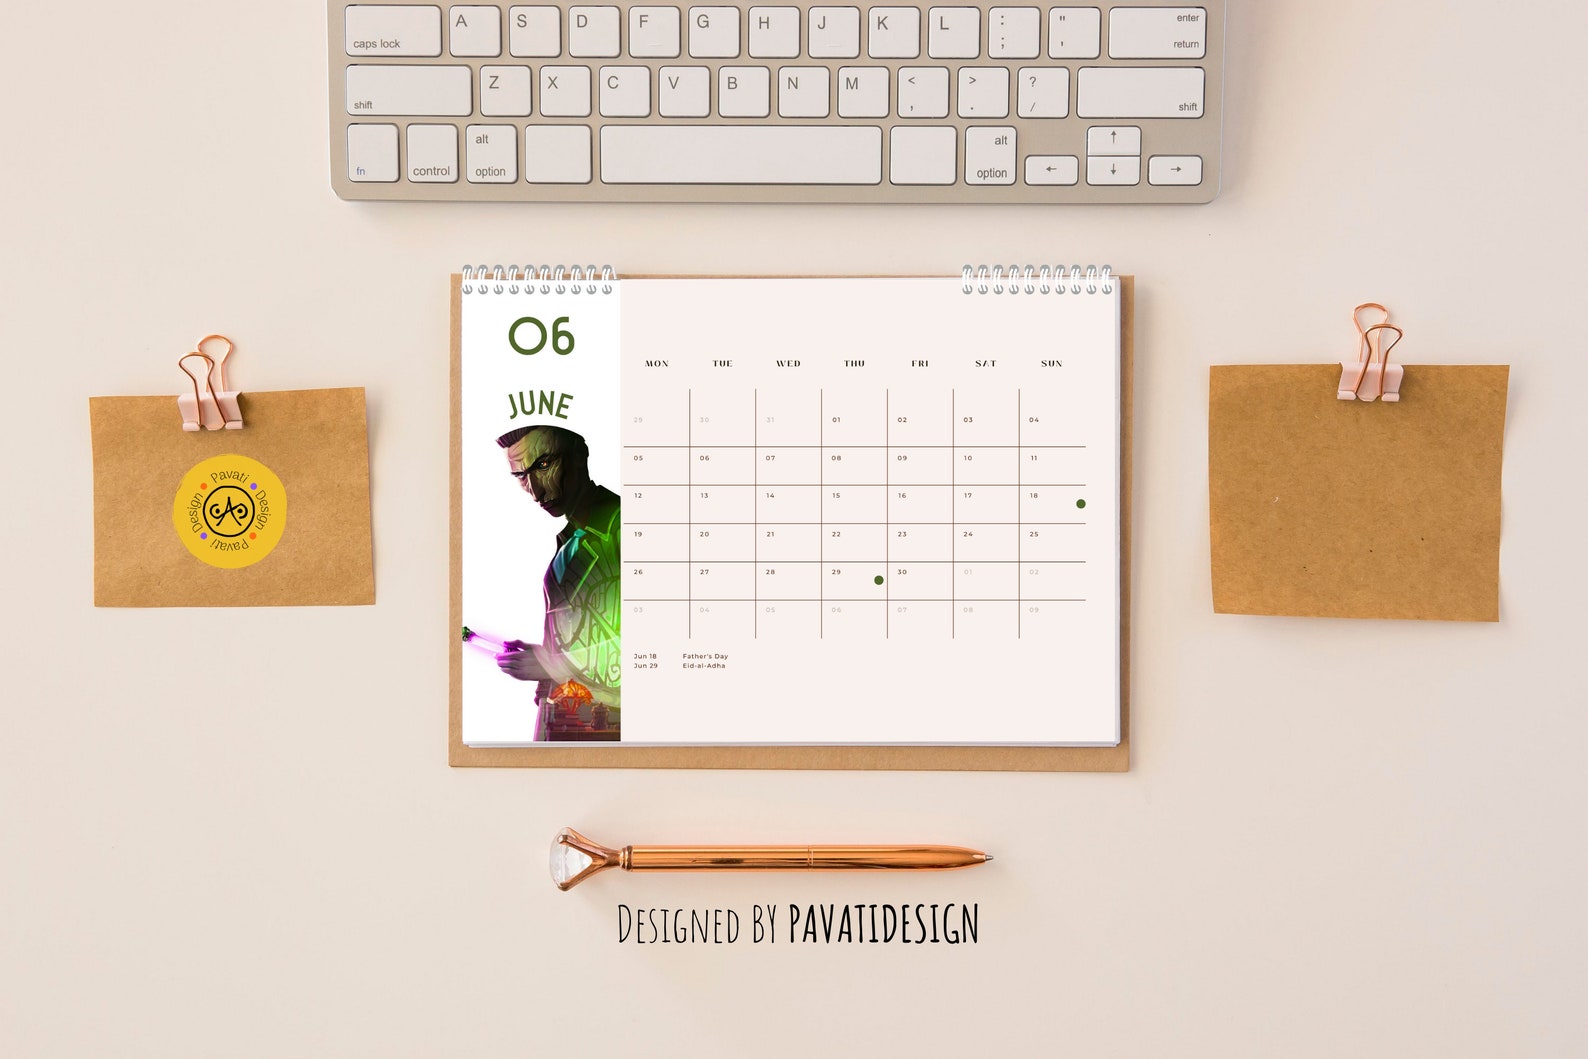 caps lock A S D F G H J K L : ; " ' enter return
shift Z X C V B N M < , > . ? / shift
fn control alt option alt option ↑ ← ↓ →
06
JUNE
MON TUE WED THU FRI SAT SUN
29 30 31 01 02 03 04
05 06 07 08 09 10 11
12 13 14 15 16 17 18
19 20 21 22 23 24 25
26 27 28 29 30 01 02
03 04 05 06 07 08 09
Jun 18 Father's Day
Jun 29 Eid-al-Adha
Pavati Design Pavati Design
DESIGNED BY PAVATIDESIGN